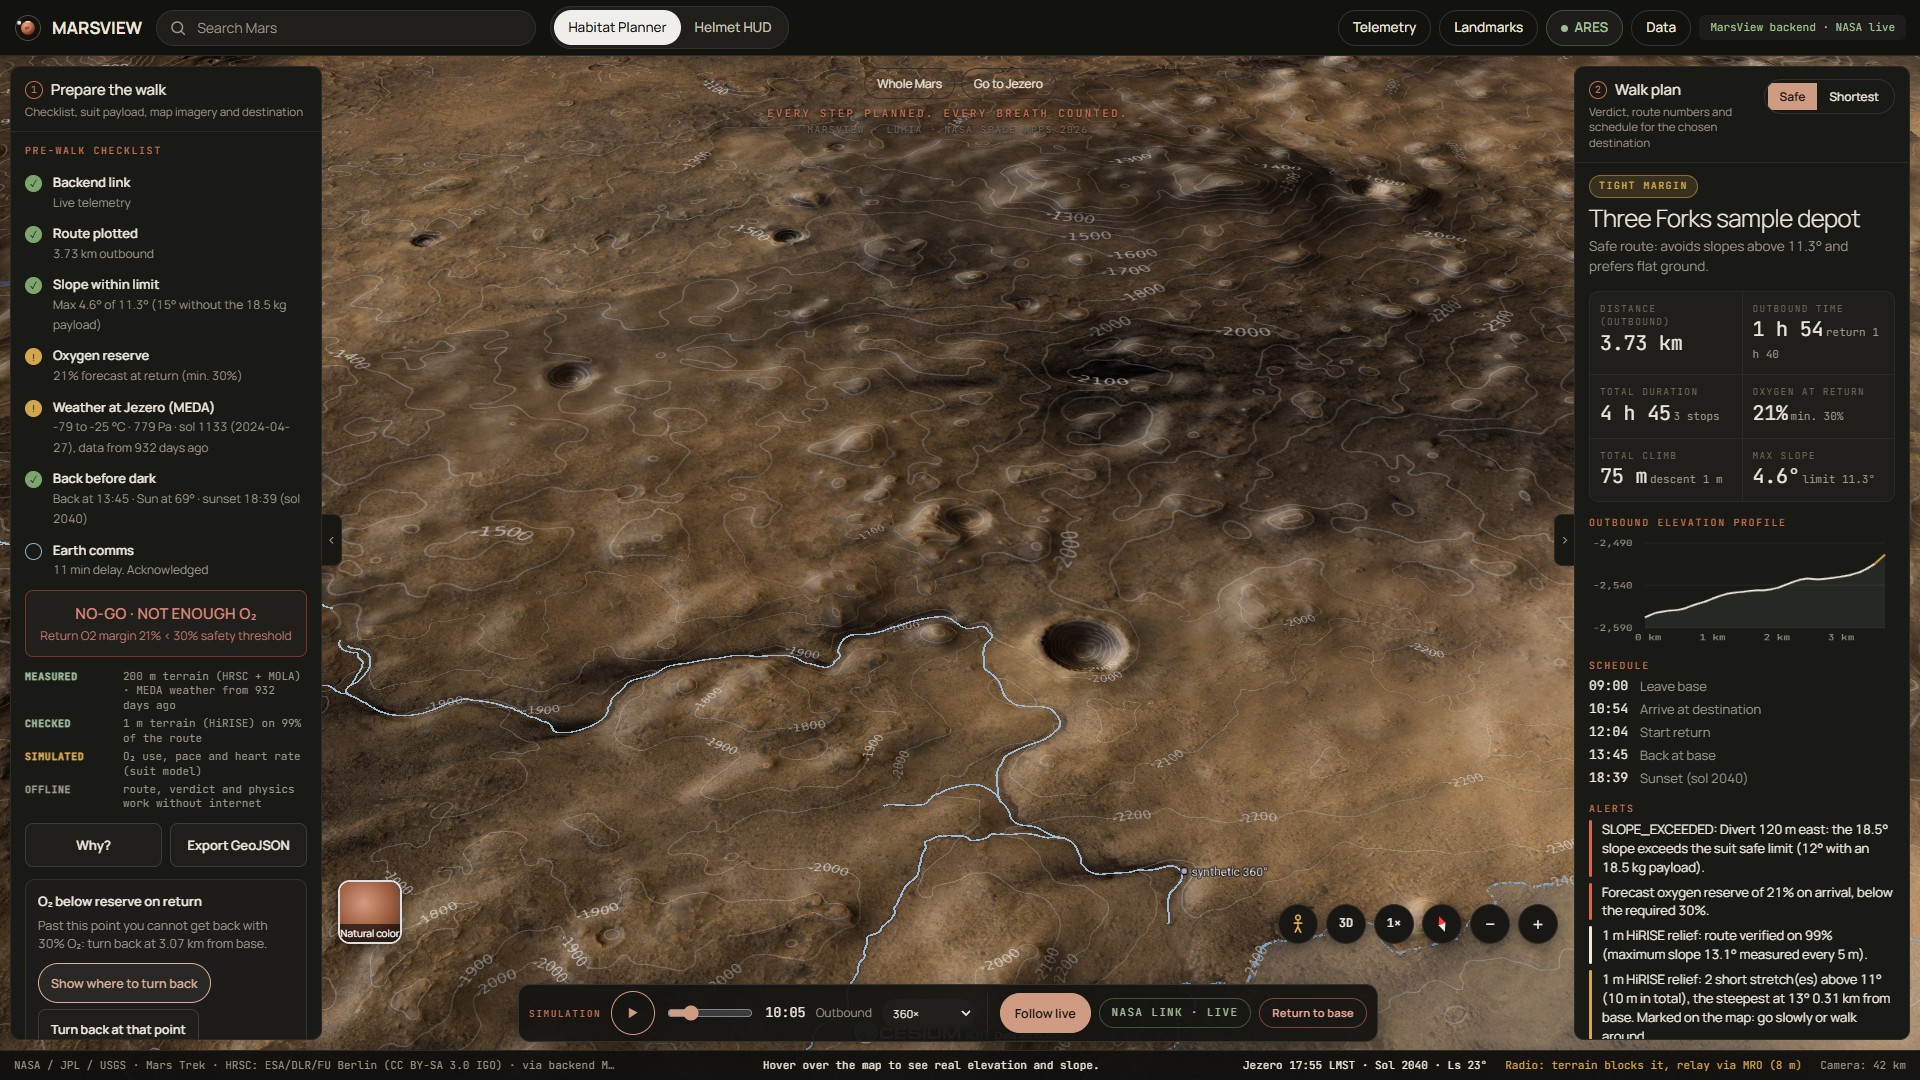 MARSVIEW
Search Mars
Habitat Planner
Helmet HUD
Telemetry
Landmarks
ARES
Data
MarsView backend · NASA live
1 Prepare the walk
Checklist, suit payload, map imagery and destination
PRE-WALK CHECKLIST
Backend link
Live telemetry
Route plotted
3.73 km outbound
Slope within limit
Max 4.6° of 11.3° (15° without the 18.5 kg
payload)
Oxygen reserve
21% forecast at return (min. 30%)
Weather at Jezero (MEDA)
-79 to -25 °C · 779 Pa · sol 1133 (2024-04-
27), data from 932 days ago
Back before dark
Back at 13:45 · Sun at 69° · sunset 18:39 (sol
2040)
Earth comms
11 min delay. Acknowledged
NO-GO · NOT ENOUGH O₂
Return O2 margin 21% < 30% safety threshold
MEASURED 200 m terrain (HRSC + MOLA)
· MEDA weather from 932
days ago
CHECKED 1 m terrain (HiRISE) on 99%
of the route
SIMULATED O₂ use, pace and heart rate
(suit model)
OFFLINE route, verdict and physics
work without internet
Why?
Export GeoJSON
O₂ below reserve on return
Past this point you cannot get back with
30% O₂: turn back at 3.07 km from base.
Show where to turn back
Turn back at that point
Whole Mars
Go to Jezero
EVERY STEP PLANNED. EVERY BREATH COUNTED.
MARSVIEW · LUMIA · NASA SPACE APPS 2026
-1300
-1500
-1600
-1700
-1800
-2000
-2000
-2100
-1500
-2000
-1900
-1900
-1900
-1800
-2000
-2200
-2100
-2200
-2200
-2000
-1900
-1800
-2000
synthetic 360°
Natural color
3D
1×
−
+
SIMULATION
10:05 Outbound
360×
Follow live
NASA LINK · LIVE
Return to base
2 Walk plan
Verdict, route numbers and
schedule for the chosen
destination
Safe
Shortest
TIGHT MARGIN
Three Forks sample depot
Safe route: avoids slopes above 11.3° and
prefers flat ground.
DISTANCE
(OUTBOUND)
3.73 km
OUTBOUND TIME
1 h 54 return 1
h 40
TOTAL DURATION
4 h 45 3 stops
OXYGEN AT RETURN
21% min. 30%
TOTAL CLIMB
75 m descent 1 m
MAX SLOPE
4.6° limit 11.3°
OUTBOUND ELEVATION PROFILE
-2,490
-2,540
-2,590
0 km 1 km 2 km 3 km
SCHEDULE
09:00 Leave base
10:54 Arrive at destination
12:04 Start return
13:45 Back at base
18:39 Sunset (sol 2040)
ALERTS
SLOPE_EXCEEDED: Divert 120 m east: the 18.5°
slope exceeds the suit safe limit (12° with an
18.5 kg payload).
Forecast oxygen reserve of 21% on arrival, below
the required 30%.
1 m HiRISE relief: route verified on 99%
(maximum slope 13.1° measured every 5 m).
1 m HiRISE relief: 2 short stretch(es) above 11°
(10 m in total), the steepest at 13° 0.31 km from
base. Marked on the map: go slowly or walk
around
NASA / JPL / USGS · Mars Trek · HRSC: ESA/DLR/FU Berlin (CC BY-SA 3.0 IGO) · via backend M…
Hover over the map to see real elevation and slope.
Jezero 17:55 LMST · Sol 2040 · Ls 23°
Radio: terrain blocks it, relay via MRO (8 m)
Camera: 42 km